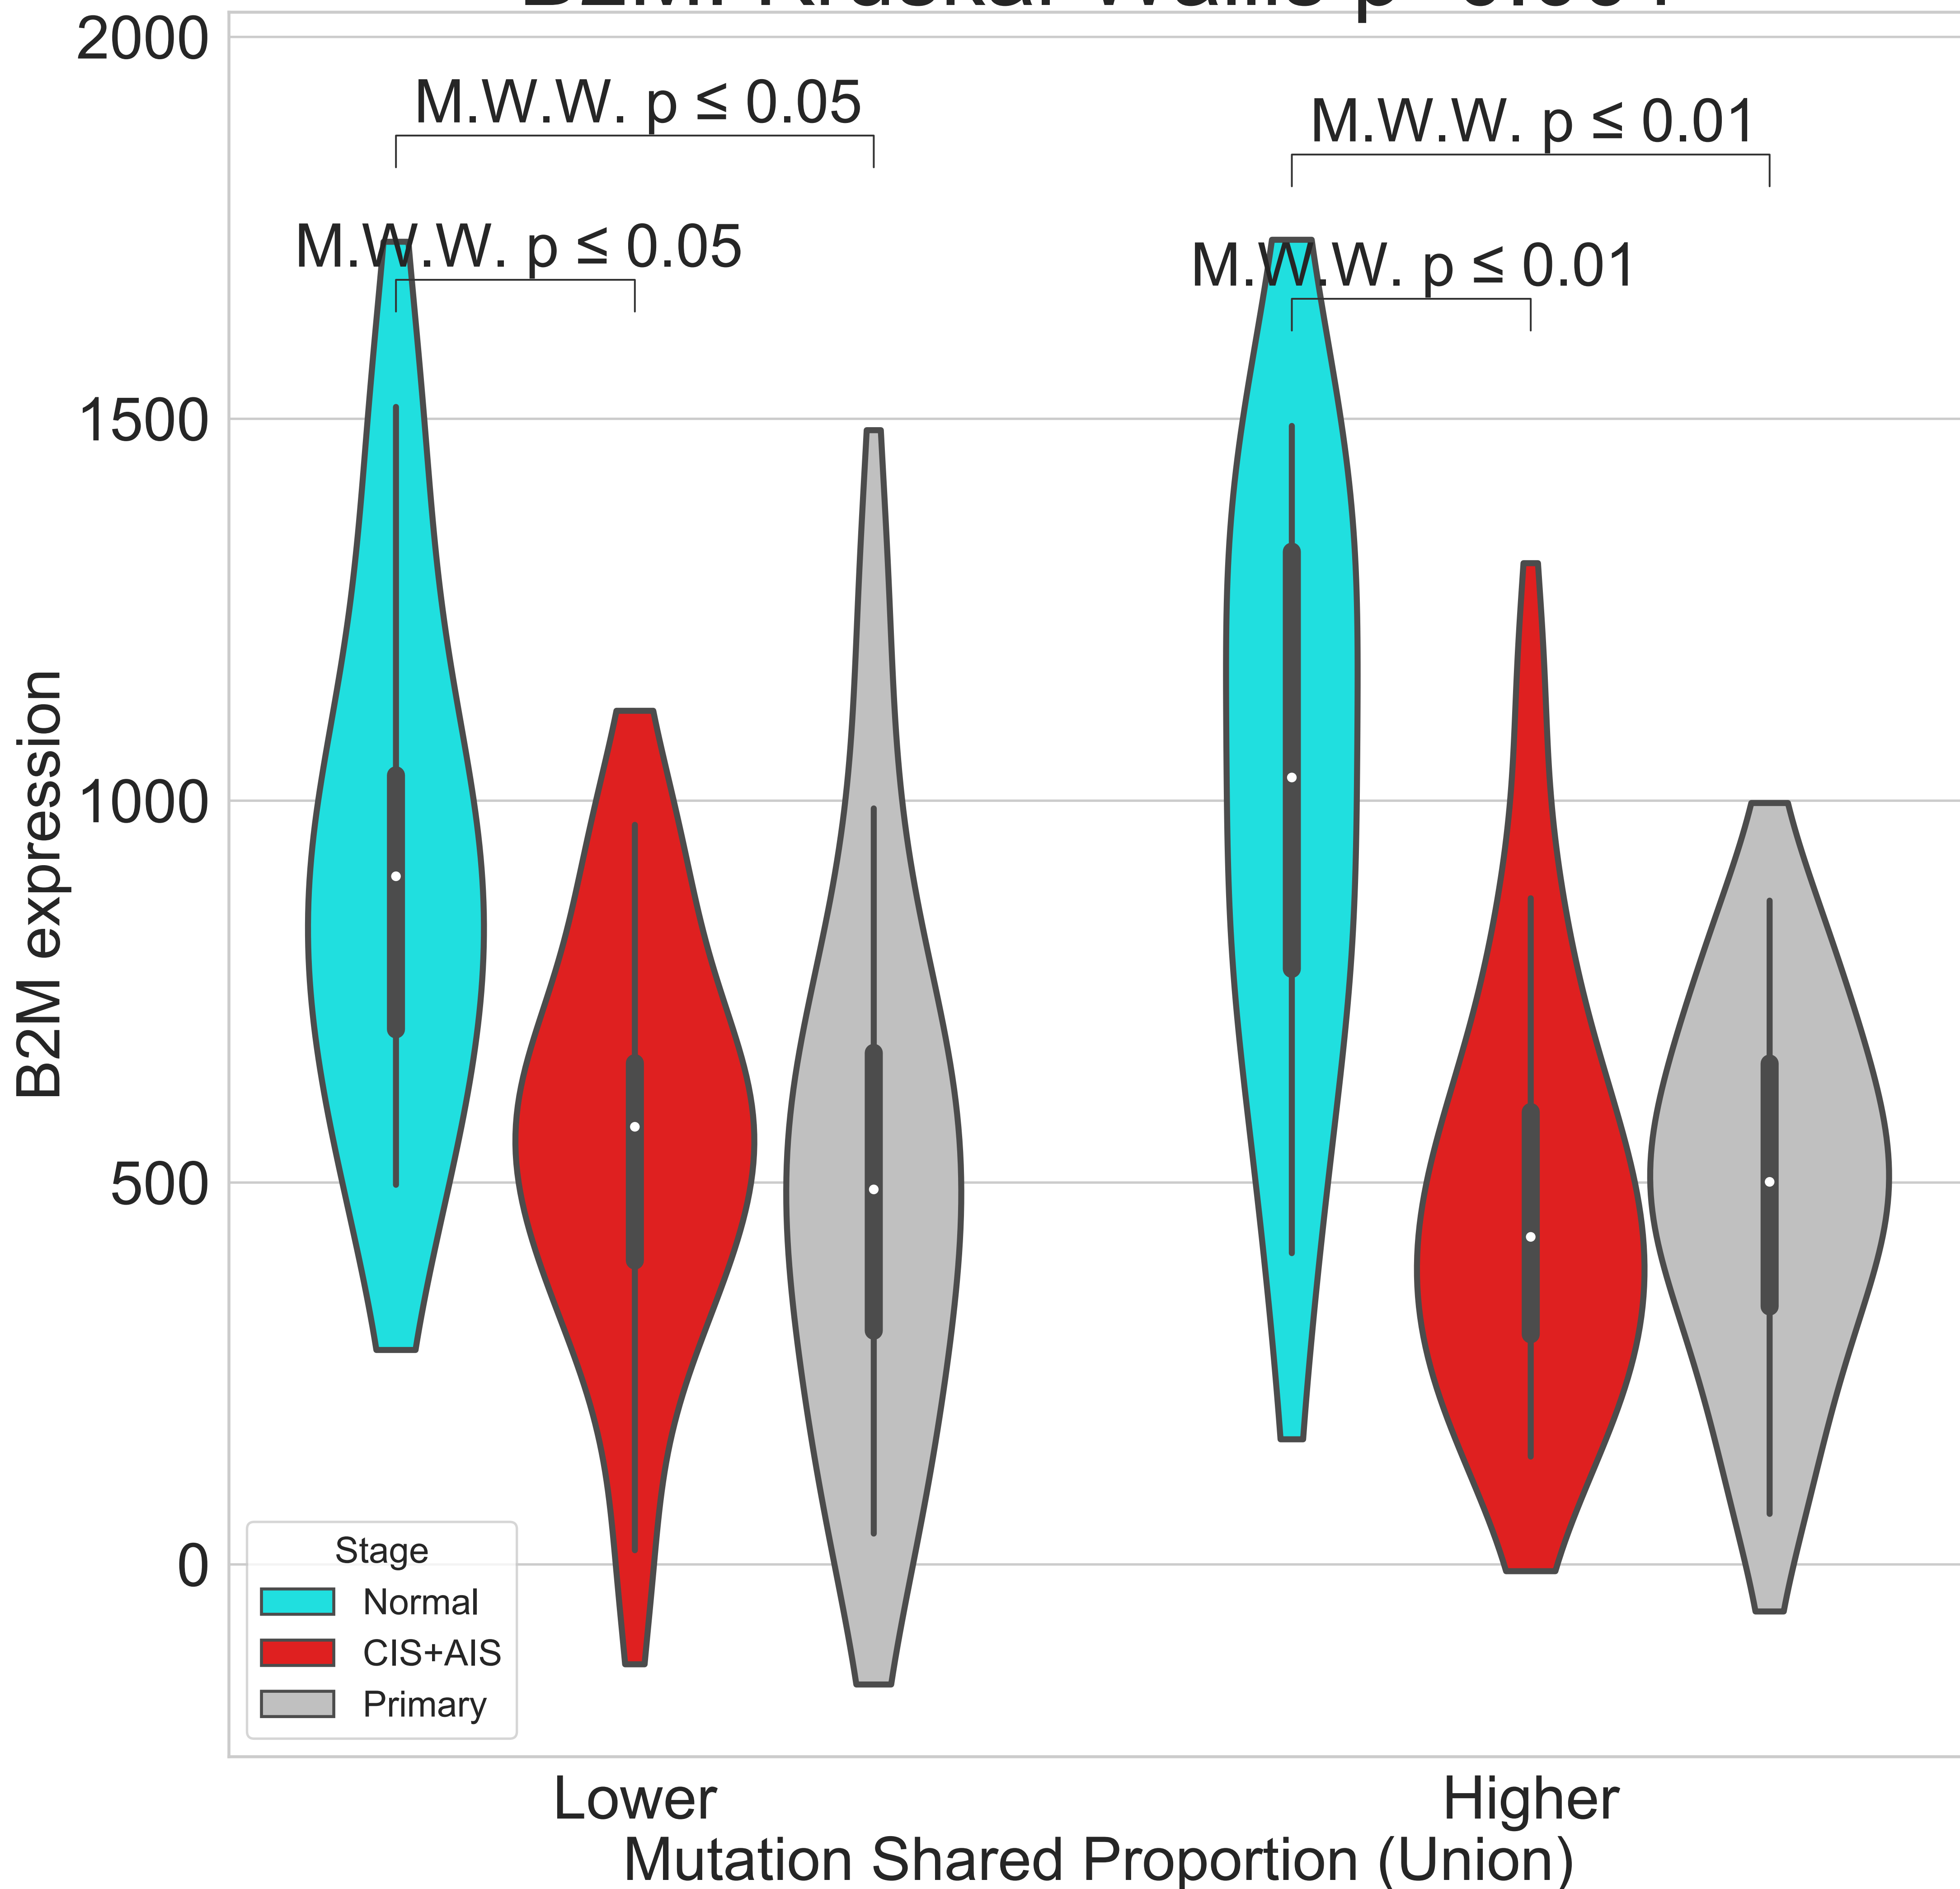 2000
M.W.W. p ≤ 0.05
M.W.W. p ≤ 0.01
M.W.W. p ≤ 0.05
M.W.W. p ≤ 0.01
1500
1000
500
0
B2M expression
Stage
Normal
CIS+AIS
Primary
Lower
Higher
Mutation Shared Proportion (Union)